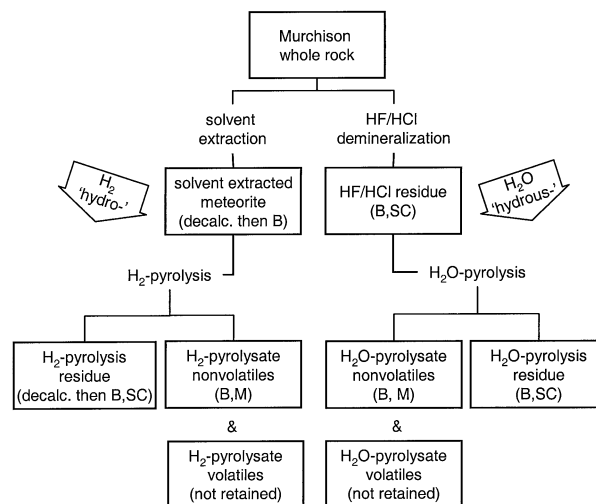 Murchison
whole rock
solvent
extraction
HF/HCl
demineralization
H₂
'hydro-'
solvent extracted
meteorite
(decalc. then B)
HF/HCl residue
(B,SC)
H₂O
'hydrous-'
H₂-pyrolysis
H₂O-pyrolysis
H₂-pyrolysis
residue
(decalc. then B,SC)
H₂-pyrolysate
nonvolatiles
(B,M)
H₂O-pyrolysate
nonvolatiles
(B, M)
H₂O-pyrolysis
residue
(B,SC)
&
&
H₂-pyrolysate
volatiles
(not retained)
H₂O-pyrolysate
volatiles
(not retained)